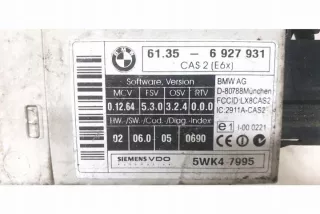 BMW
61.35 - 6 927 931
CAS 2 (E6x)
Software, Version
MCV FSV OSV RTV
0.12.64 5.3.0 3.2.4 0.0.0
HW.- /SW.- /Cod.- /Diag.-index
02 06.0 05 0690
BMW AG
D-80788München
FCCID:LX8CAS2
IC:2911A-CAS2
e1 I-00 0221
SIEMENS VDO 5WK4 7995